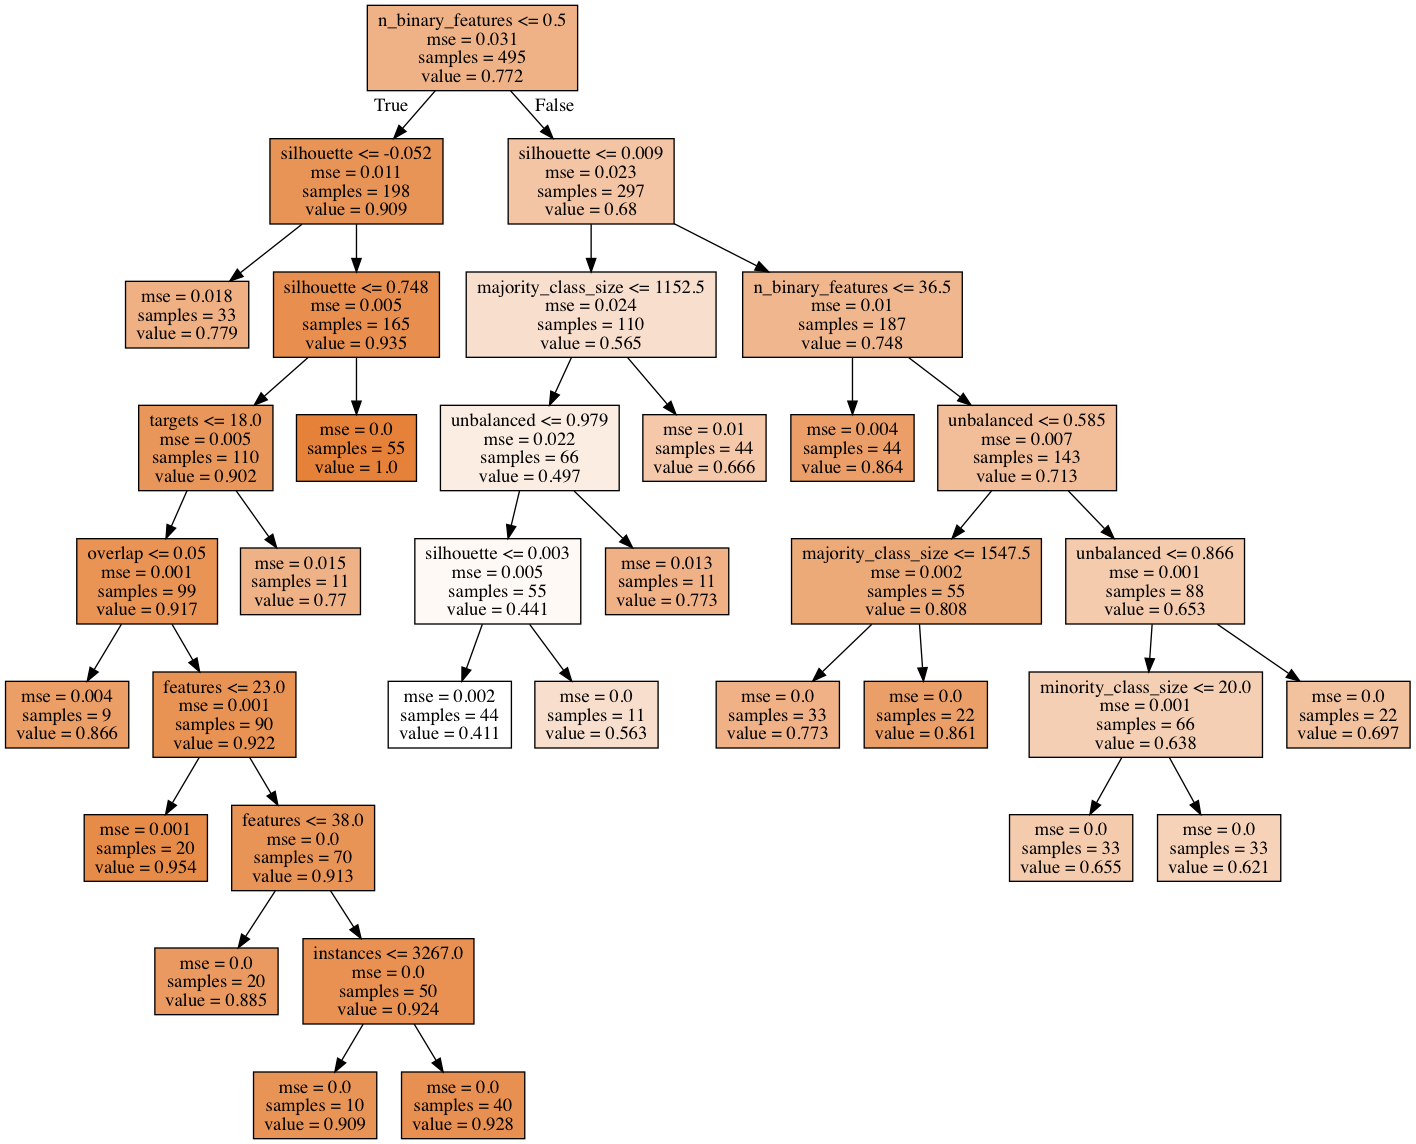 n_binary_features <= 0.5
mse = 0.031
samples = 495
value = 0.772
True
False
silhouette <= -0.052
mse = 0.011
samples = 198
value = 0.909
silhouette <= 0.009
mse = 0.023
samples = 297
value = 0.68
mse = 0.018
samples = 33
value = 0.779
silhouette <= 0.748
mse = 0.005
samples = 165
value = 0.935
majority_class_size <= 1152.5
mse = 0.024
samples = 110
value = 0.565
n_binary_features <= 36.5
mse = 0.01
samples = 187
value = 0.748
targets <= 18.0
mse = 0.005
samples = 110
value = 0.902
mse = 0.0
samples = 55
value = 1.0
unbalanced <= 0.979
mse = 0.022
samples = 66
value = 0.497
mse = 0.01
samples = 44
value = 0.666
mse = 0.004
samples = 44
value = 0.864
unbalanced <= 0.585
mse = 0.007
samples = 143
value = 0.713
overlap <= 0.05
mse = 0.001
samples = 99
value = 0.917
mse = 0.015
samples = 11
value = 0.77
silhouette <= 0.003
mse = 0.005
samples = 55
value = 0.441
mse = 0.013
samples = 11
value = 0.773
majority_class_size <= 1547.5
mse = 0.002
samples = 55
value = 0.808
unbalanced <= 0.866
mse = 0.001
samples = 88
value = 0.653
mse = 0.004
samples = 9
value = 0.866
features <= 23.0
mse = 0.001
samples = 90
value = 0.922
mse = 0.002
samples = 44
value = 0.411
mse = 0.0
samples = 11
value = 0.563
mse = 0.0
samples = 33
value = 0.773
mse = 0.0
samples = 22
value = 0.861
minority_class_size <= 20.0
mse = 0.001
samples = 66
value = 0.638
mse = 0.0
samples = 22
value = 0.697
mse = 0.001
samples = 20
value = 0.954
features <= 38.0
mse = 0.0
samples = 70
value = 0.913
mse = 0.0
samples = 33
value = 0.655
mse = 0.0
samples = 33
value = 0.621
mse = 0.0
samples = 20
value = 0.885
instances <= 3267.0
mse = 0.0
samples = 50
value = 0.924
mse = 0.0
samples = 10
value = 0.909
mse = 0.0
samples = 40
value = 0.928